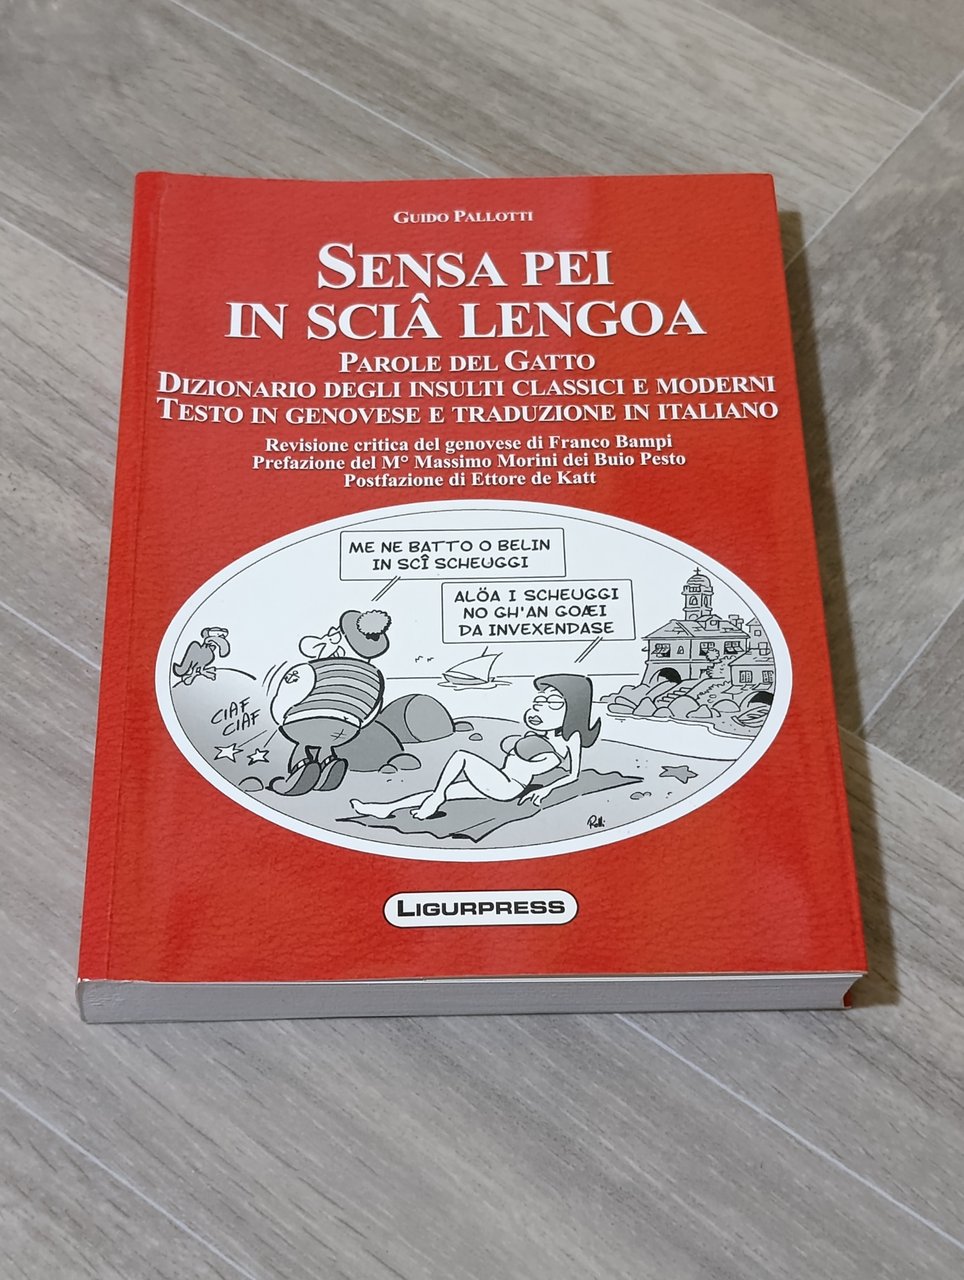 GUIDO PALLOTTI
SENSA PEI
IN SCIÂ LENGOA
PAROLE DEL GATTO
DIZIONARIO DEGLI INSULTI CLASSICI E MODERNI
TESTO IN GENOVESE E TRADUZIONE IN ITALIANO
Revisione critica del genovese di Franco Bampi
Prefazione del M° Massimo Morini dei Buio Pesto
Postfazione di Ettore de Katt
ME NE BATTO O BELIN
IN SCÎ SCHEUGGI
ALÖA I SCHEUGGI
NO GH'AN GOÆI
DA INVEXENDASE
CIAF
CIAF
LIGURPRESS